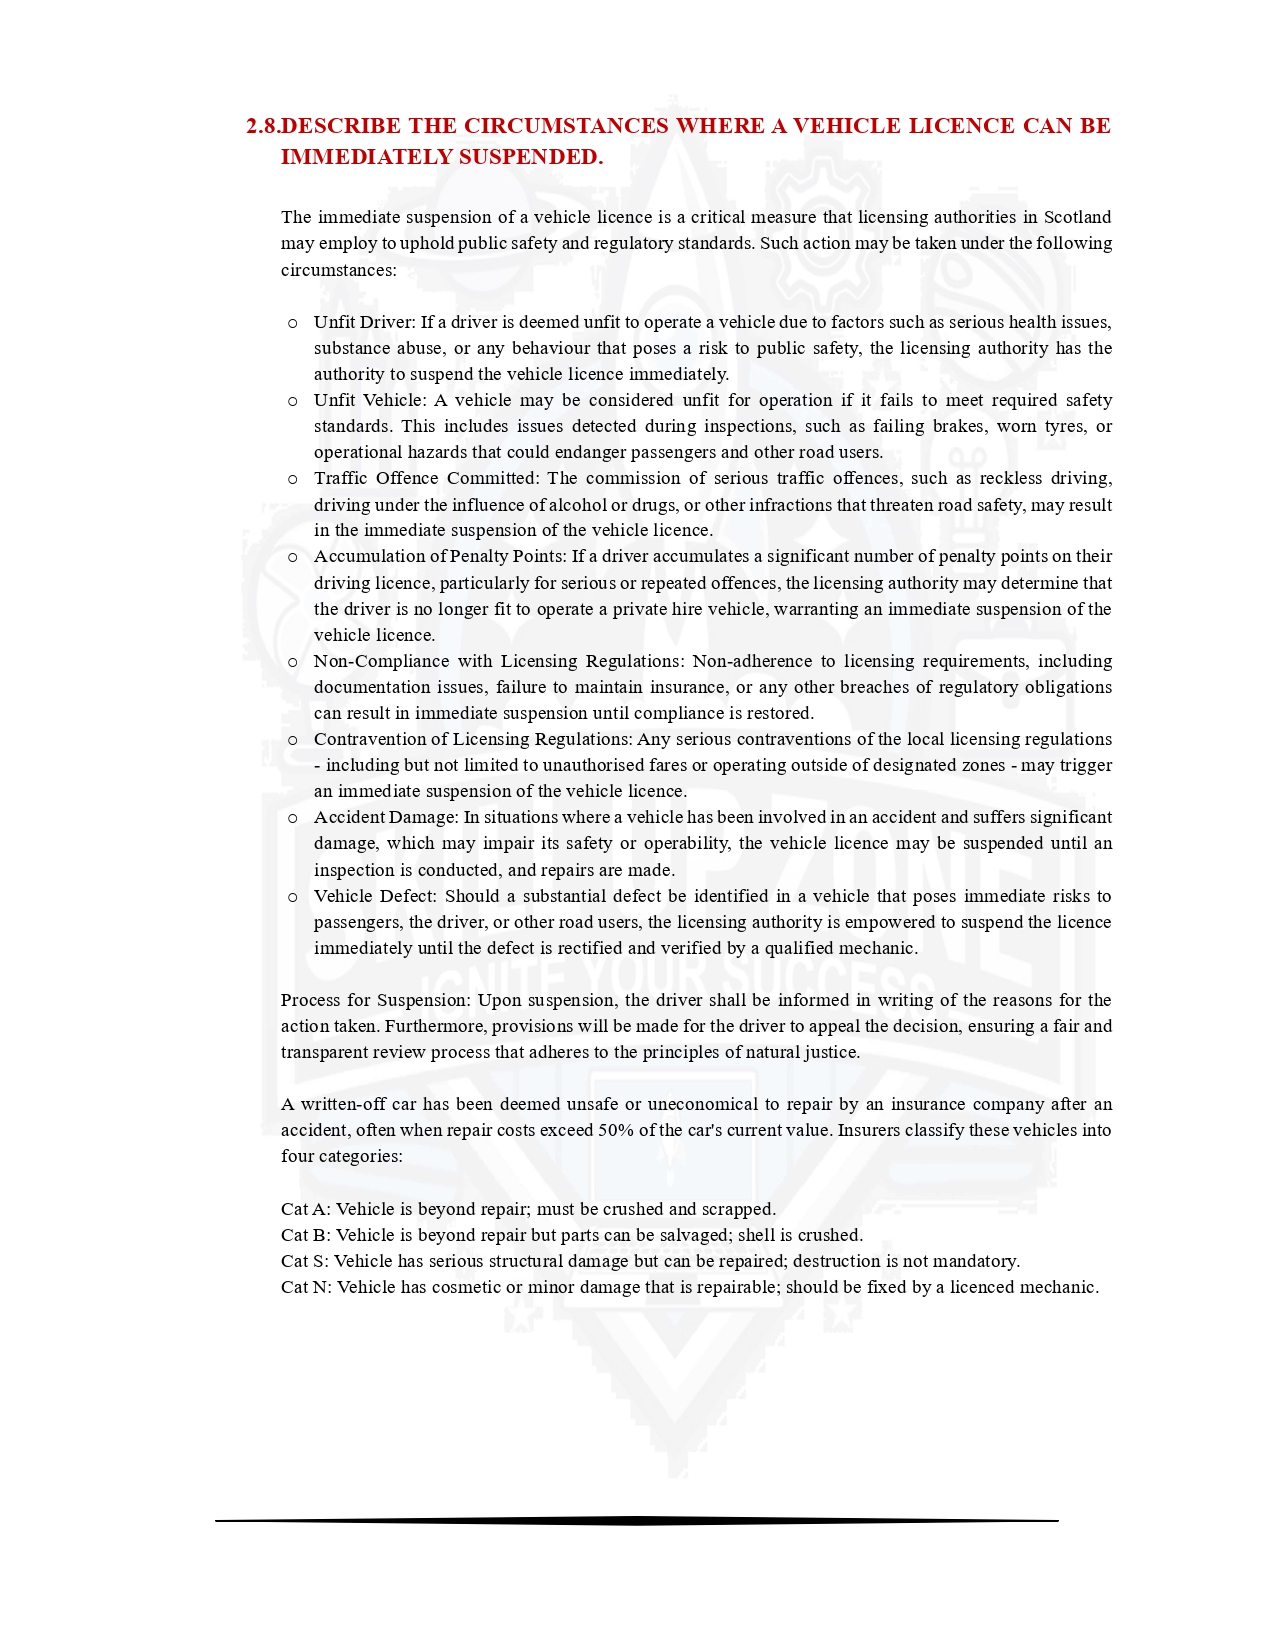 2.8.DESCRIBE THE CIRCUMSTANCES WHERE A VEHICLE LICENCE CAN BE
IMMEDIATELY SUSPENDED.
The immediate suspension of a vehicle licence is a critical measure that licensing authorities in Scotland
may employ to uphold public safety and regulatory standards. Such action may be taken under the following
circumstances:
o Unfit Driver: If a driver is deemed unfit to operate a vehicle due to factors such as serious health issues,
substance abuse, or any behaviour that poses a risk to public safety, the licensing authority has the
authority to suspend the vehicle licence immediately.
o Unfit Vehicle: A vehicle may be considered unfit for operation if it fails to meet required safety
standards. This includes issues detected during inspections, such as failing brakes, worn tyres, or
operational hazards that could endanger passengers and other road users.
o Traffic Offence Committed: The commission of serious traffic offences, such as reckless driving,
driving under the influence of alcohol or drugs, or other infractions that threaten road safety, may result
in the immediate suspension of the vehicle licence.
o Accumulation of Penalty Points: If a driver accumulates a significant number of penalty points on their
driving licence, particularly for serious or repeated offences, the licensing authority may determine that
the driver is no longer fit to operate a private hire vehicle, warranting an immediate suspension of the
vehicle licence.
o Non-Compliance with Licensing Regulations: Non-adherence to licensing requirements, including
documentation issues, failure to maintain insurance, or any other breaches of regulatory obligations
can result in immediate suspension until compliance is restored.
o Contravention of Licensing Regulations: Any serious contraventions of the local licensing regulations
- including but not limited to unauthorised fares or operating outside of designated zones - may trigger
an immediate suspension of the vehicle licence.
o Accident Damage: In situations where a vehicle has been involved in an accident and suffers significant
damage, which may impair its safety or operability, the vehicle licence may be suspended until an
inspection is conducted, and repairs are made.
o Vehicle Defect: Should a substantial defect be identified in a vehicle that poses immediate risks to
passengers, the driver, or other road users, the licensing authority is empowered to suspend the licence
immediately until the defect is rectified and verified by a qualified mechanic.
SKILLUP ZONE
IGNITE YOUR SUCCESS
Process for Suspension: Upon suspension, the driver shall be informed in writing of the reasons for the
action taken. Furthermore, provisions will be made for the driver to appeal the decision, ensuring a fair and
transparent review process that adheres to the principles of natural justice.
A written-off car has been deemed unsafe or uneconomical to repair by an insurance company after an
accident, often when repair costs exceed 50% of the car's current value. Insurers classify these vehicles into
four categories:
Cat A: Vehicle is beyond repair; must be crushed and scrapped.
Cat B: Vehicle is beyond repair but parts can be salvaged; shell is crushed.
Cat S: Vehicle has serious structural damage but can be repaired; destruction is not mandatory.
Cat N: Vehicle has cosmetic or minor damage that is repairable; should be fixed by a licenced mechanic.